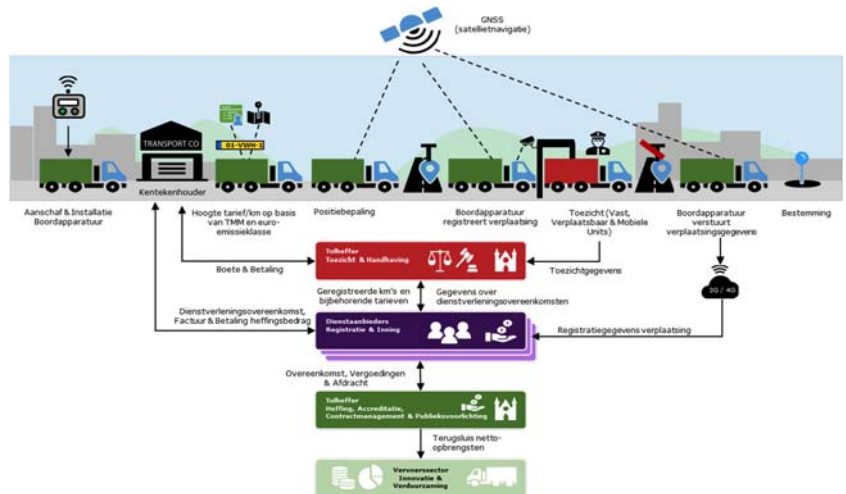 GNSS
(satellietnavigatie)
TRANSPORT CO
01-VWH-1
Kentekenhouder
Aanschaf & Installatie
Boordapparatuur
Hoogte tarief/km op basis
van TMM en euro-
emissieklasse
Positiebepaling
Boordapparatuur
registreert verplaatsing
Toezicht (Vast,
Verplaatsbaar & Mobiele
Units)
Boordapparatuur
verstuurt
verplaatsingsgegevens
Bestemming
Boete & Betaling
Tolheffer
Toezicht & Handhaving
Toezichtgegevens
3G / 4G
Geregistreerde km's en
bijbehorende tarieven
Gegevens over
dienstverleningsovereenkomsten
Dienstverleningsovereenkomst,
Factuur & Betaling heffingsbedrag
Dienstaanbieders
Registratie & Inning
Registratiegegevens verplaatsing
Overeenkomst, Vergoedingen
& Afdracht
Tolheffer
Heffing, Accreditatie,
Contractmanagement & Publieksvoorlichting
Terugsluis netto-
opbrengsten
Vervoerssector
Innovatie &
Verduurzaming